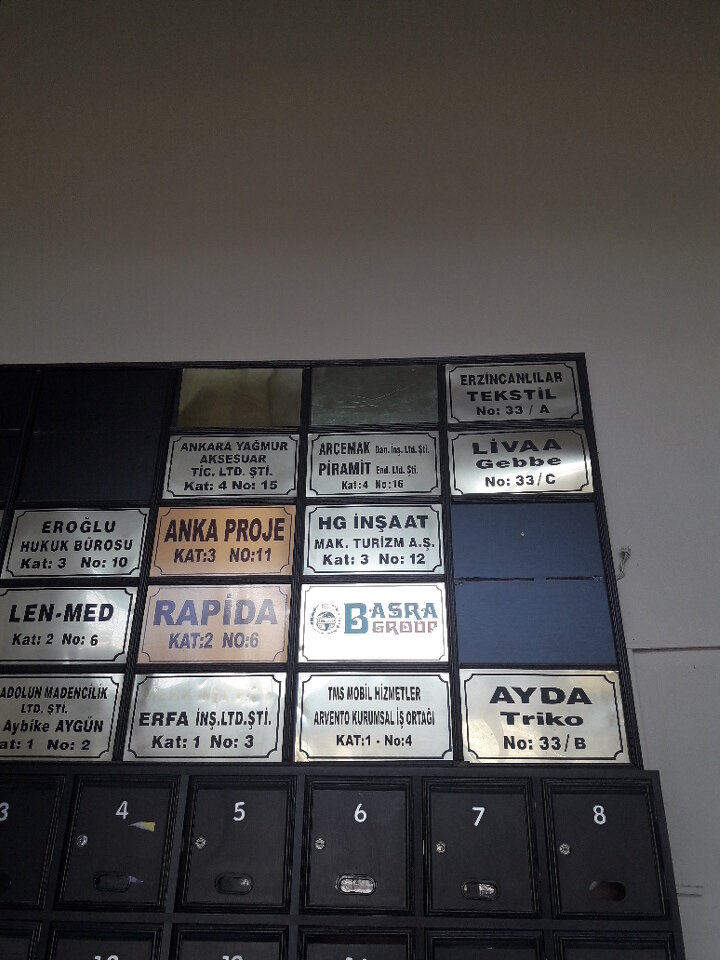 ERZİNCANLILAR
TEKSTİL
No: 33 / A
ANKARA YAĞMUR
AKSESUAR
TİC. LTD. ŞTİ.
Kat: 4 No: 15
ARCEMAK Dan. İnş. Ltd. Şti.
PİRAMİT End. Ltd. Şti.
Kat: 4 No: 16
LİVAA
Gebbe
No: 33/C
EROĞLU
HUKUK BÜROSU
Kat: 3 No: 10
ANKA PROJE
KAT:3 NO:11
HG İNŞAAT
MAK. TURİZM A.Ş.
Kat: 3 No: 12
LEN-MED
Kat: 2 No: 6
RAPİDA
KAT:2 NO:6
BASRA
GROUP
ADOLUN MADENCİLİK
LTD. ŞTİ.
Aybike AYGÜN
at: 1 No: 2
ERFA İNŞ.LTD.ŞTİ.
Kat: 1 No: 3
TMS MOBİL HİZMETLER
ARVENTO KURUMSAL İŞ ORTAĞI
KAT:1 - No:4
AYDA
Triko
No: 33/B
3 4 5 6 7 8